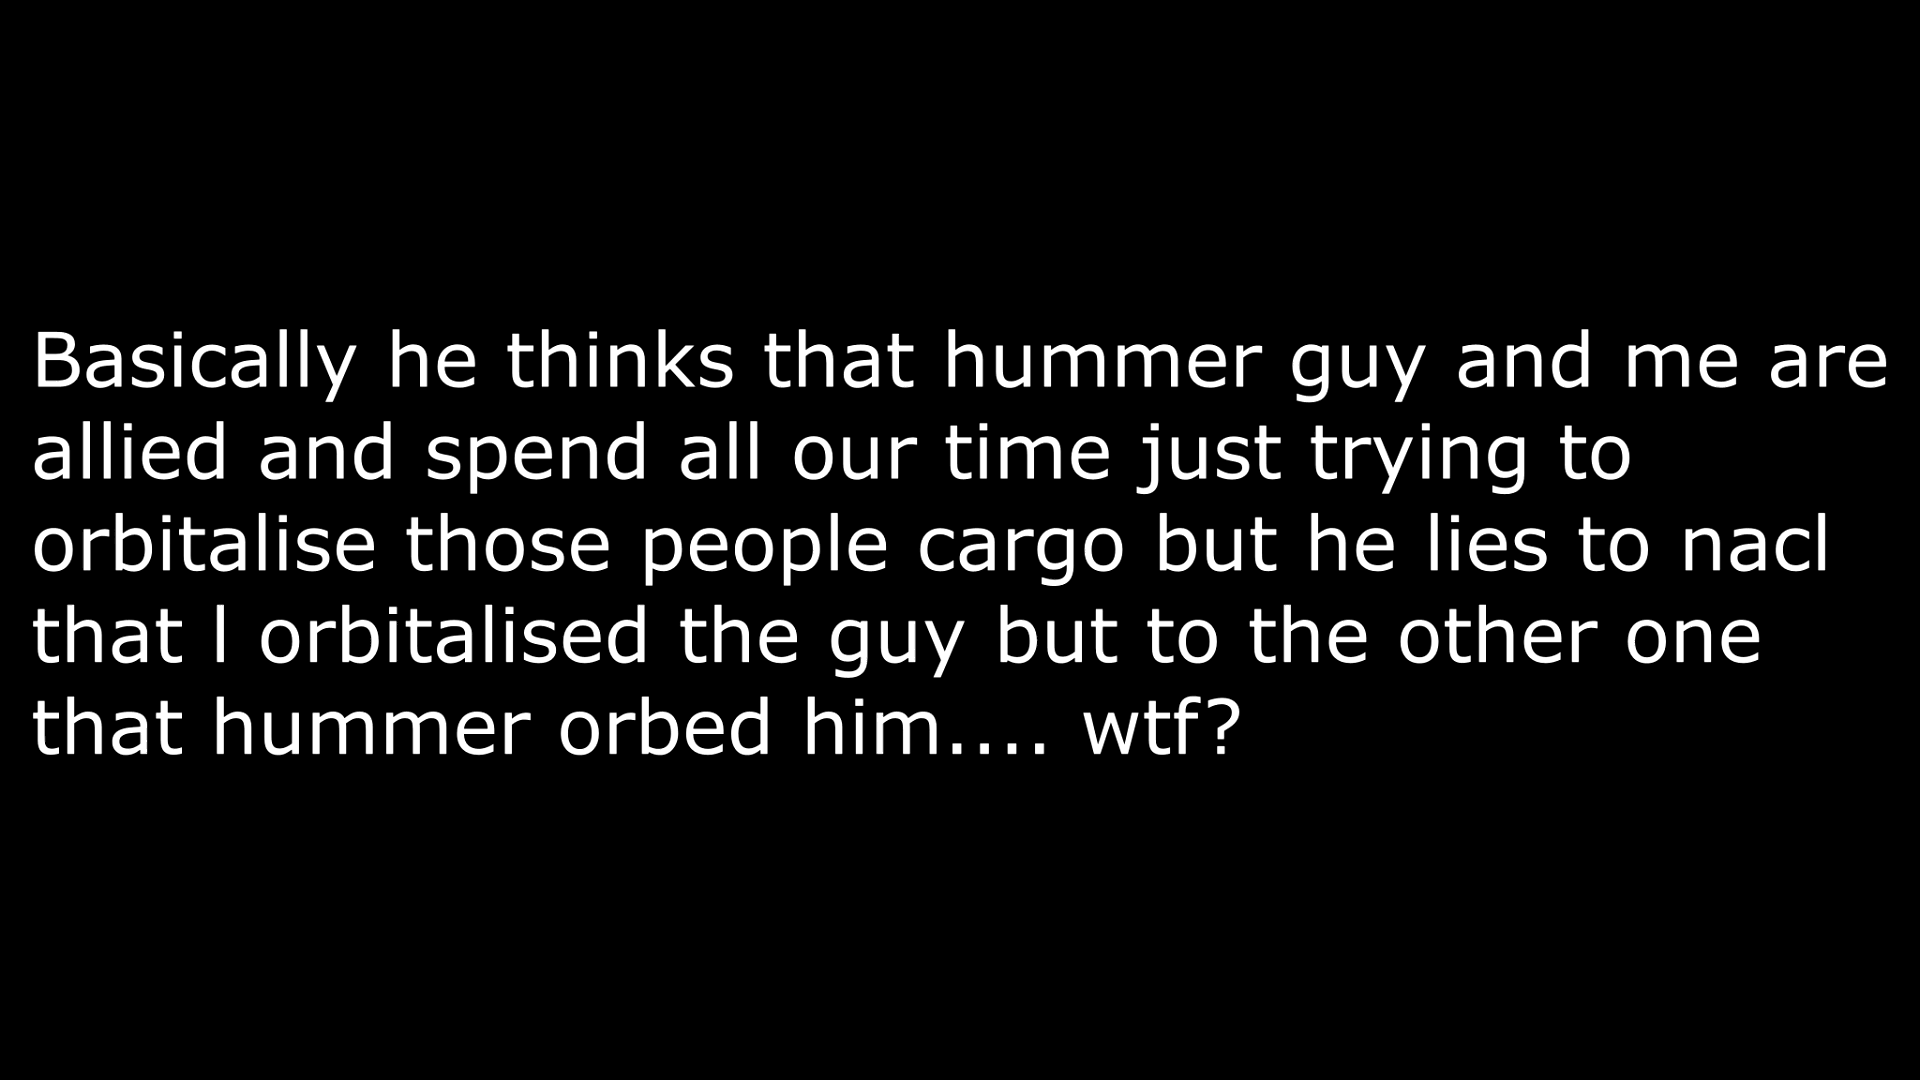 Basically he thinks that hummer guy and me are
allied and spend all our time just trying to
orbitalise those people cargo but he lies to nacl
that l orbitalised the guy but to the other one
that hummer orbed him.... wtf?